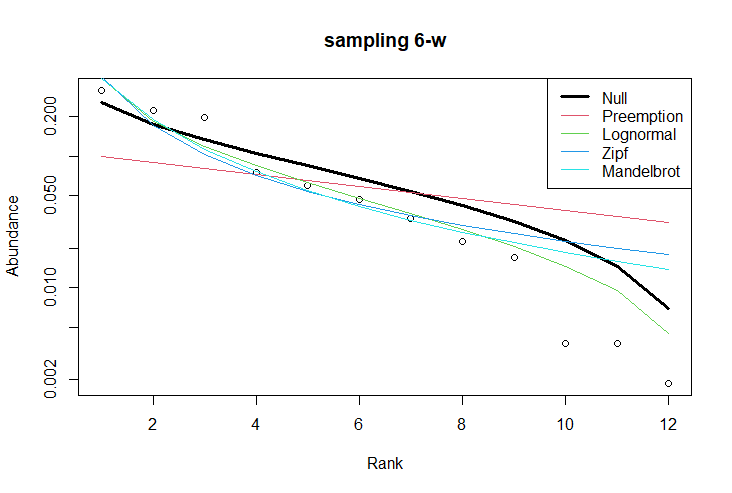 sampling 6-w
Null
Preemption
Lognormal
Zipf
Mandelbrot
Abundance
0.200
0.050
0.010
0.002
2
4
6
8
10
12
Rank